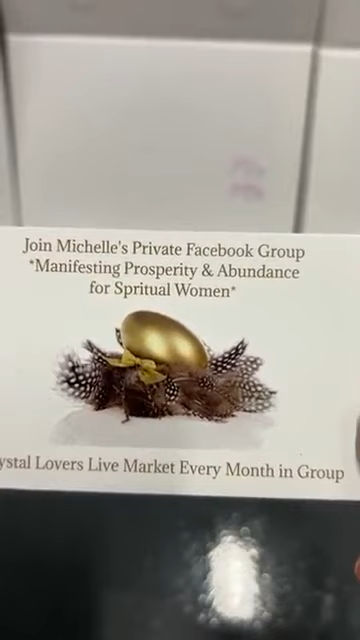 Join Michelle's Private Facebook Group
*Manifesting Prosperity & Abundance
for Spritual Women*
ystal Lovers Live Market Every Month in Group